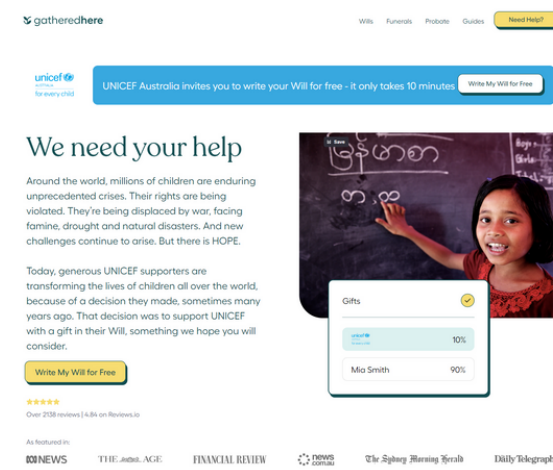 gatheredhere
Wills Funerals Probate Guides Need Help?
unicef
for every child
UNICEF Australia invites you to write your Will for free - it only takes 10 minutes
Write My Will for Free
We need your help
Around the world, millions of children are enduring
unprecedented crises. Their rights are being
violated. They're being displaced by war, facing
famine, drought and natural disasters. And new
challenges continue to arise. But there is HOPE.
Today, generous UNICEF supporters are
transforming the lives of children all over the world,
because of a decision they made, sometimes many
years ago. That decision was to support UNICEF
with a gift in their Will, something we hope you will
consider.
Write My Will for Free
Over 2138 reviews | 4.84 on Reviews.io
Save
မြန်မာစာ
Gifts
unicef
10%
Mia Smith 90%
As featured in:
NEWS
THE AGE
FINANCIAL REVIEW
news
.com.au
The Sydney Morning Herald
Daily Telegraph